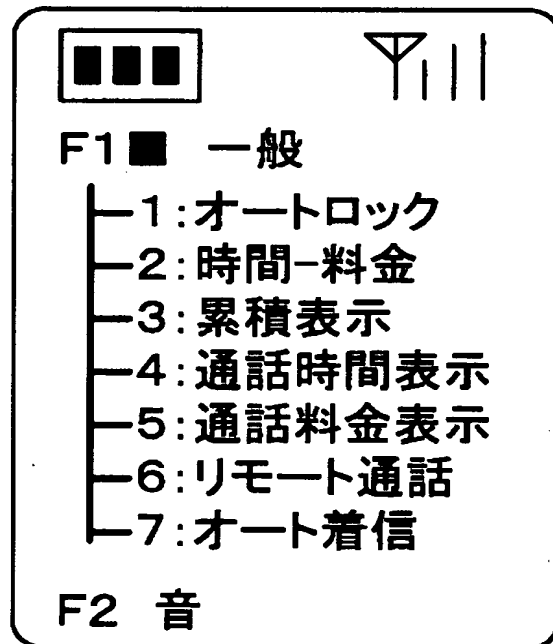 F1■ 一般
1:オートロック
2:時間-料金
3:累積表示
4:通話時間表示
5:通話料金表示
6:リモート通話
7:オート着信
F2 音